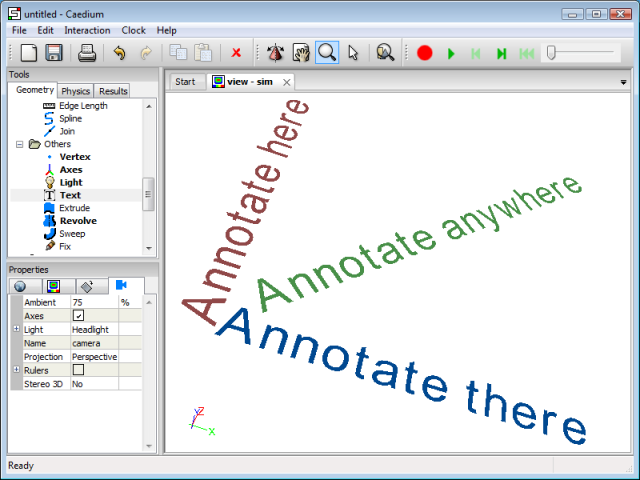 untitled - Caedium
File Edit Interaction Clock Help
Tools
Geometry Physics Results
Edge Length
Spline
Join
Others
Vertex
Axes
Light
Text
Extrude
Revolve
Sweep
Fix
Properties
Ambient 75 %
Axes
Light Headlight
Name camera
Projection Perspective
Rulers
Stereo 3D No
Start view - sim
Annotate here
Annotate anywhere
Annotate there
Y Z
X
Ready